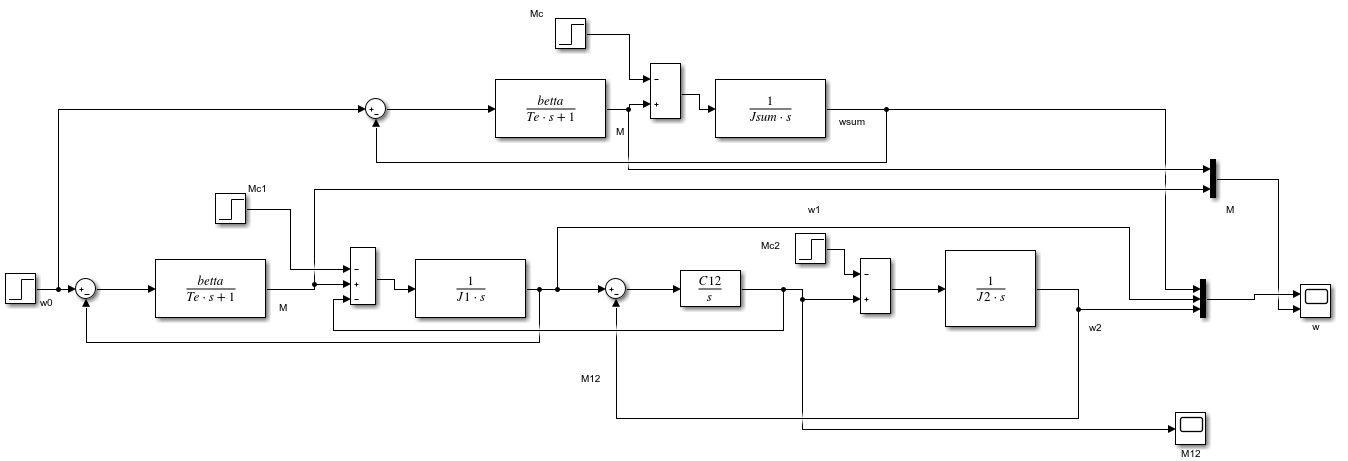 Mc
betta
Te · s + 1
−
+
1
Jsum · s
+
−
M
wsum
Mc1
w1
M
Mc2
w0
+
−
betta
Te · s + 1
M
−
+
−
1
J1 · s
+
−
C12
s
−
+
1
J2 · s
w2
w
M12
M12